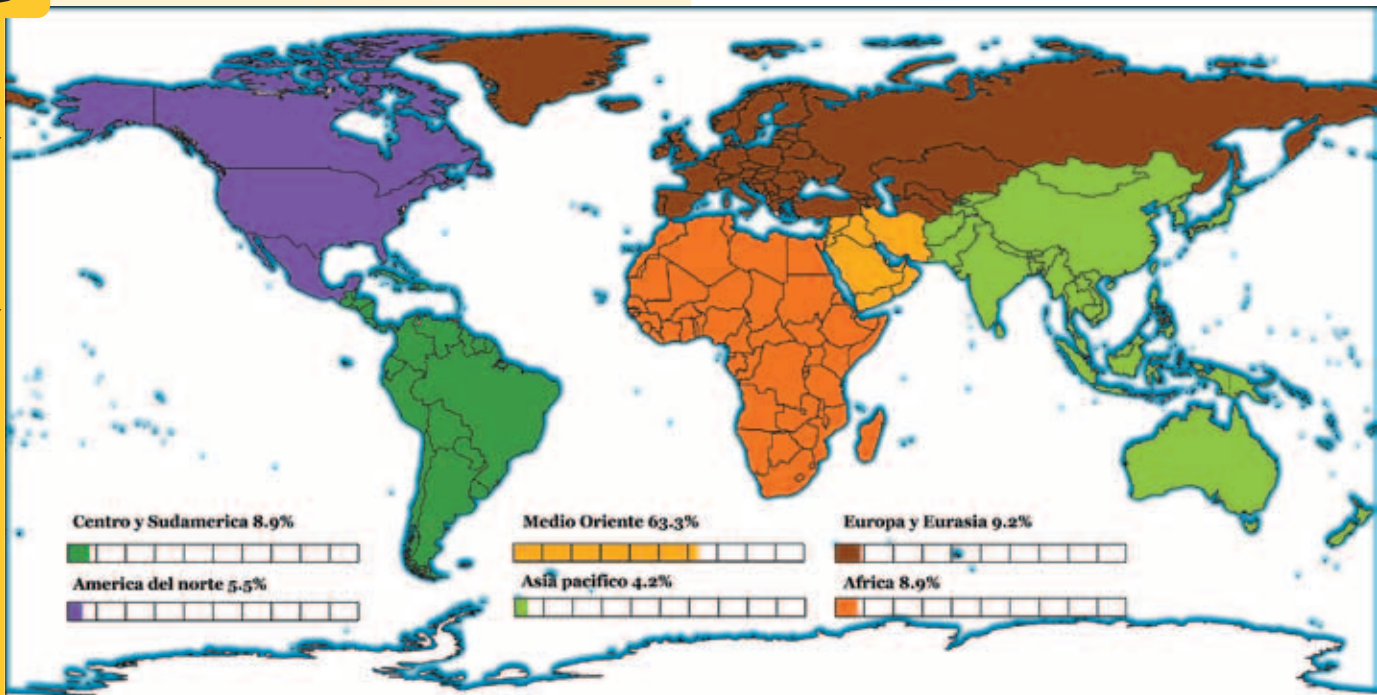 Centro y Sudamerica 8.9%
Medio Oriente 63.3%
Europa y Eurasia 9.2%
America del norte 5.5%
Asia pacifico 4.2%
Africa 8.9%